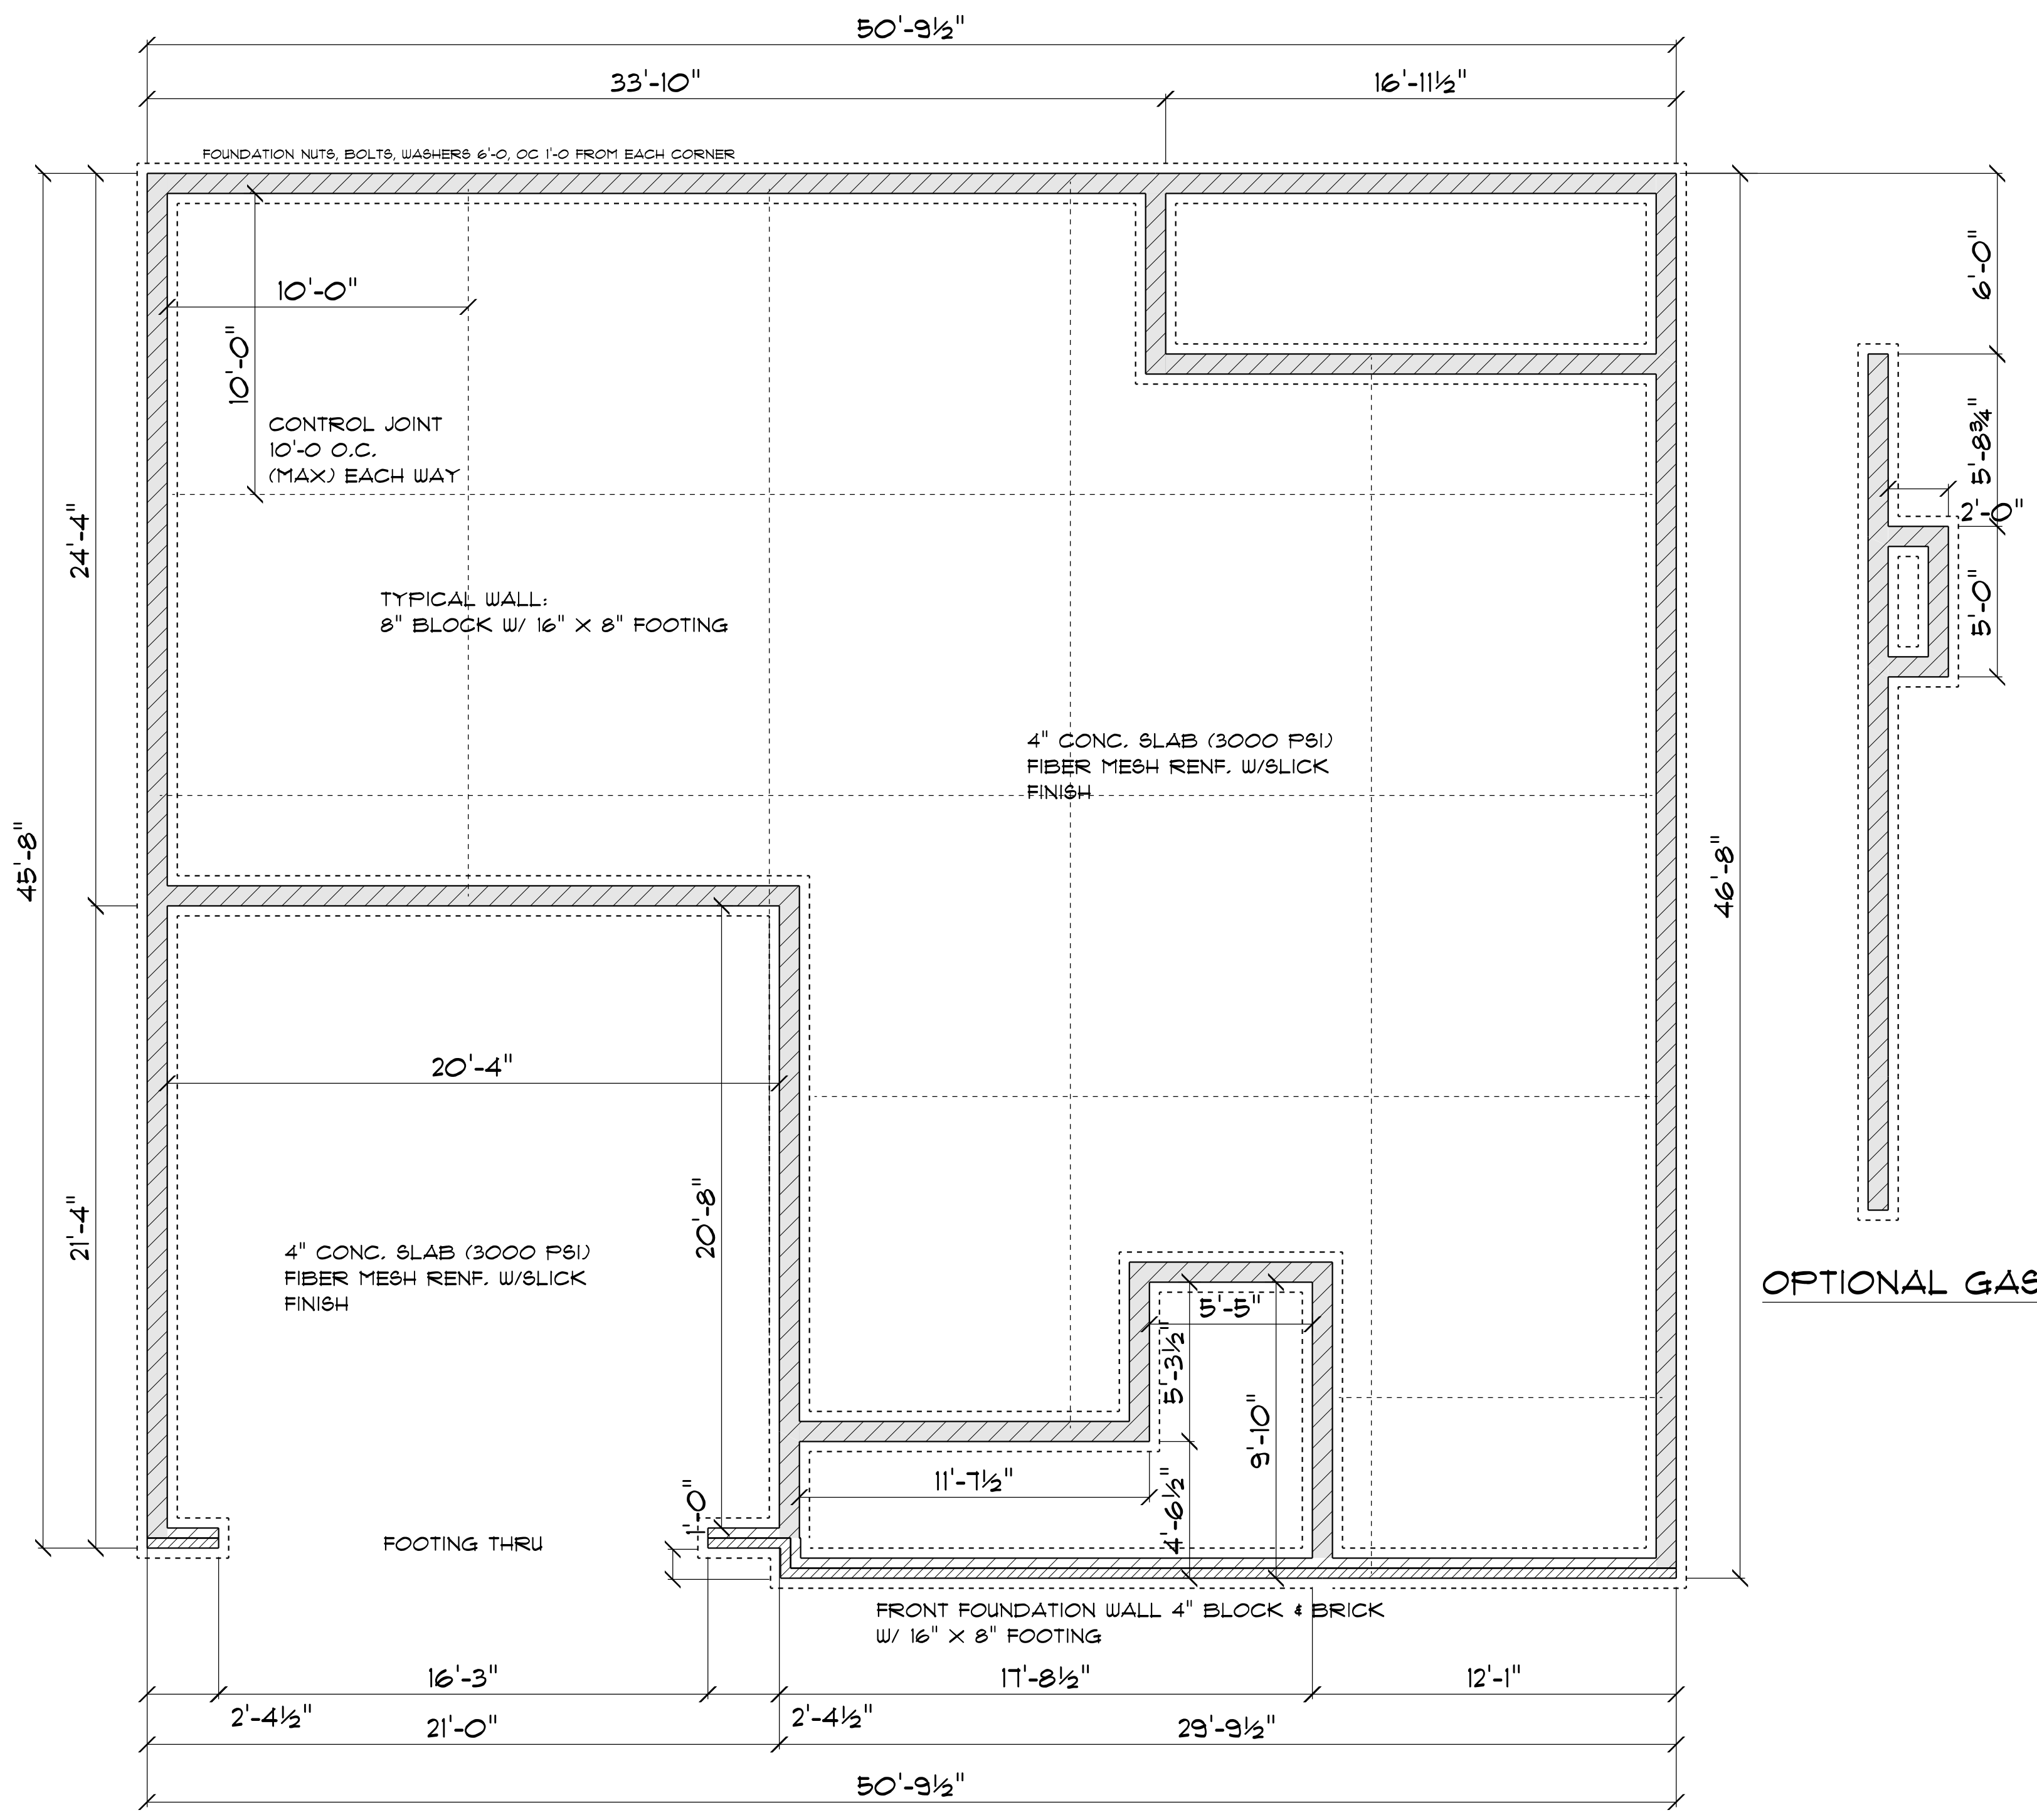 50'-9½"
33'-10"
16'-11½"
FOUNDATION NUTS, BOLTS, WASHERS 6'-0, OC 1'-0 FROM EACH CORNER
6'-0"
10'-0"
10'-0"
CONTROL JOINT
10'-0 O.C.
(MAX) EACH WAY
5'-8¾"
2'-0"
24'-4"
TYPICAL WALL:
8" BLOCK W/ 16" X 8" FOOTING
5'-0"
4" CONC. SLAB (3000 PSI)
FIBER MESH RENF. W/SLICK
FINISH
45'-8"
46'-8"
20'-4"
21'-4"
20'-8"
4" CONC. SLAB (3000 PSI)
FIBER MESH RENF. W/SLICK
FINISH
OPTIONAL GAS
5'-5"
5'-3½"
9'-10"
11'-7½"
4'-6½"
1'-0"
FOOTING THRU
FRONT FOUNDATION WALL 4" BLOCK & BRICK
W/ 16" X 8" FOOTING
16'-3"
17'-8½"
12'-1"
2'-4½"
2'-4½"
21'-0"
29'-9½"
50'-9½"